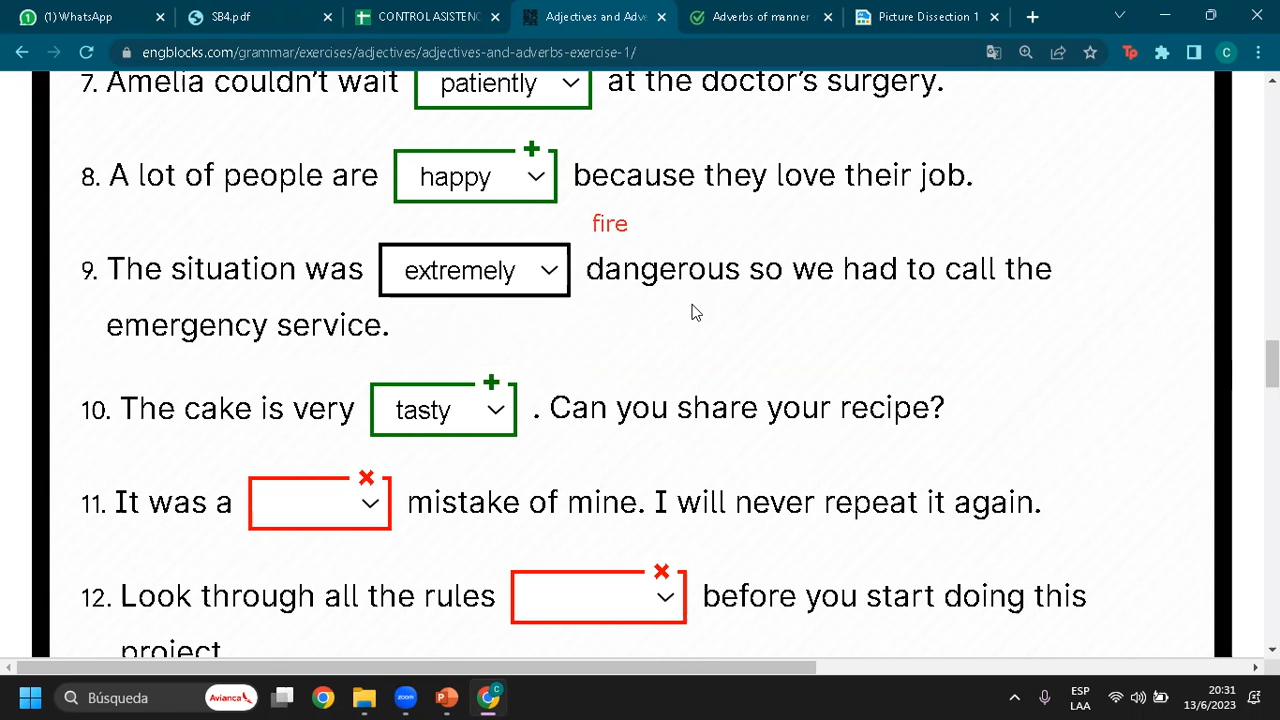 (1) WhatsApp
SB4.pdf
CONTROL ASISTENC
Adjectives and Adve
Adverbs of manner
Picture Dissection 1
engblocks.com/grammar/exercises/adjectives/adjectives-and-adverbs-exercise-1/
C
7. Amelia couldn't wait patiently at the doctor's surgery.
8. A lot of people are happy because they love their job.
fire
9. The situation was extremely dangerous so we had to call the
emergency service.
10. The cake is very tasty . Can you share your recipe?
11. It was a mistake of mine. I will never repeat it again.
12. Look through all the rules before you start doing this
project
Búsqueda
Avianca
zoom
ESP
LAA
20:31
13/6/2023